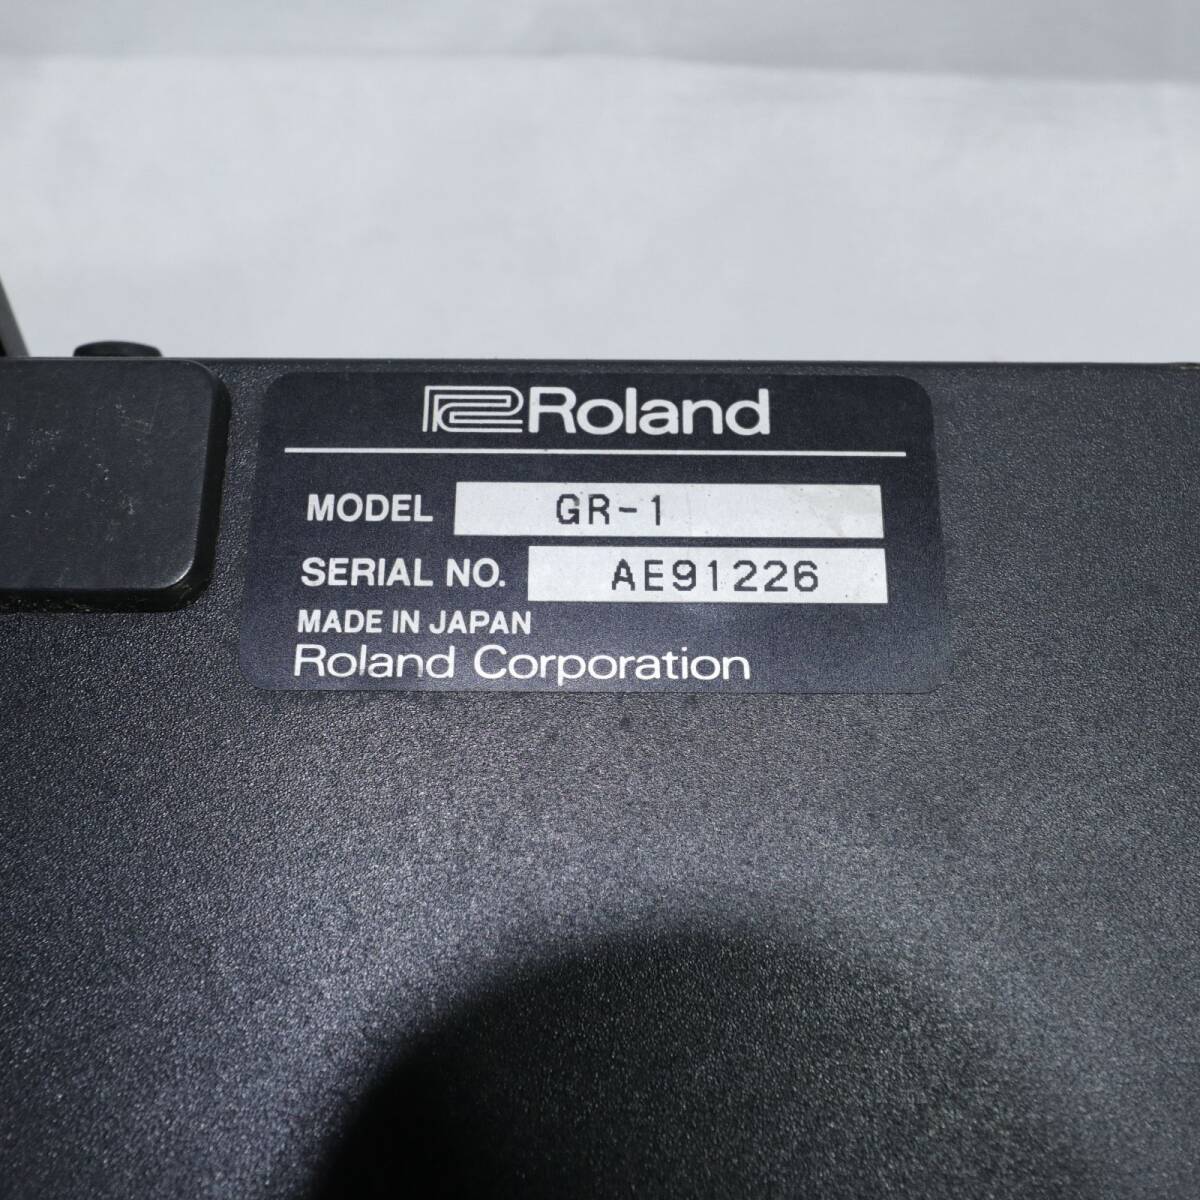 Roland
MODEL GR-1
SERIAL NO. AE91226
MADE IN JAPAN
Roland Corporation